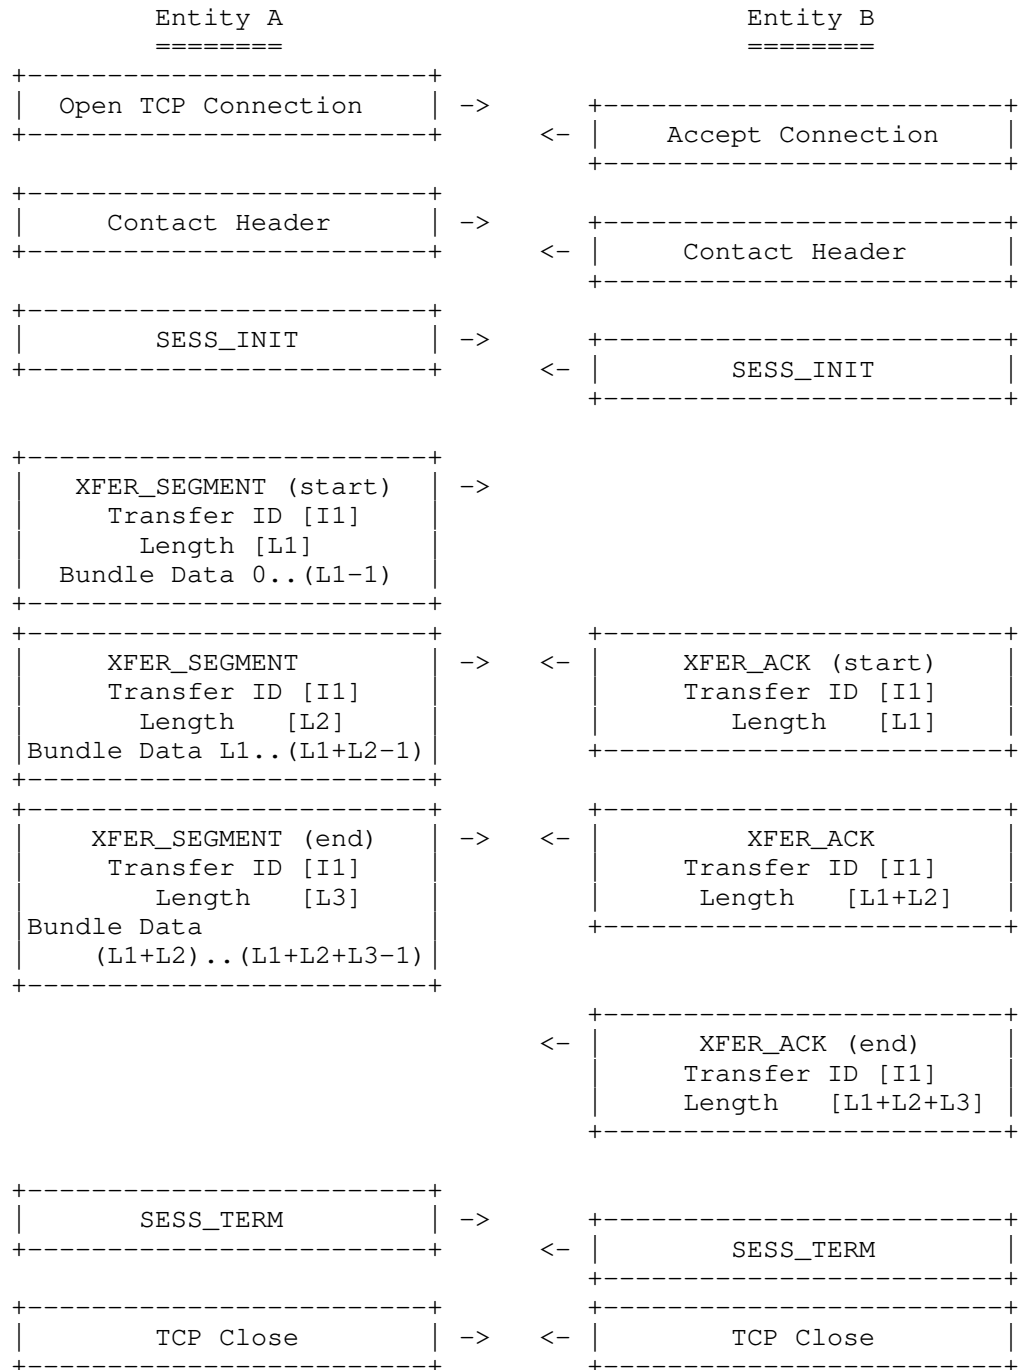 Entity A                             Entity B
========                             ========
+-------------------------+
|  Open TCP Connection    | ->      +-------------------------+
+-------------------------+      <- |    Accept Connection    |
                                    +-------------------------+
+-------------------------+
|     Contact Header      | ->      +-------------------------+
+-------------------------+      <- |     Contact Header      |
                                    +-------------------------+
+-------------------------+
|        SESS_INIT        | ->      +-------------------------+
+-------------------------+      <- |        SESS_INIT        |
                                    +-------------------------+
+-------------------------+
|   XFER_SEGMENT (start)  | ->
|     Transfer ID [I1]    |
|       Length [L1]       |
|  Bundle Data 0..(L1-1)  |
+-------------------------+
+-------------------------+         +-------------------------+
|     XFER_SEGMENT        | ->   <- |     XFER_ACK (start)    |
|     Transfer ID [I1]    |         |     Transfer ID [I1]    |
|       Length   [L2]     |         |        Length   [L1]    |
|Bundle Data L1..(L1+L2-1)|         +-------------------------+
+-------------------------+
+-------------------------+         +-------------------------+
|    XFER_SEGMENT (end)   | ->   <- |         XFER_ACK        |
|     Transfer ID [I1]    |         |     Transfer ID [I1]    |
|        Length   [L3]    |         |      Length   [L1+L2]   |
|Bundle Data              |         +-------------------------+
|    (L1+L2)..(L1+L2+L3-1)|
+-------------------------+
                                    +-------------------------+
                                 <- |      XFER_ACK (end)     |
                                    |     Transfer ID [I1]    |
                                    |     Length   [L1+L2+L3] |
                                    +-------------------------+
+-------------------------+
|       SESS_TERM         | ->      +-------------------------+
+-------------------------+      <- |        SESS_TERM        |
                                    +-------------------------+
+-------------------------+         +-------------------------+
|        TCP Close        | ->   <- |        TCP Close        |
+-------------------------+         +-------------------------+